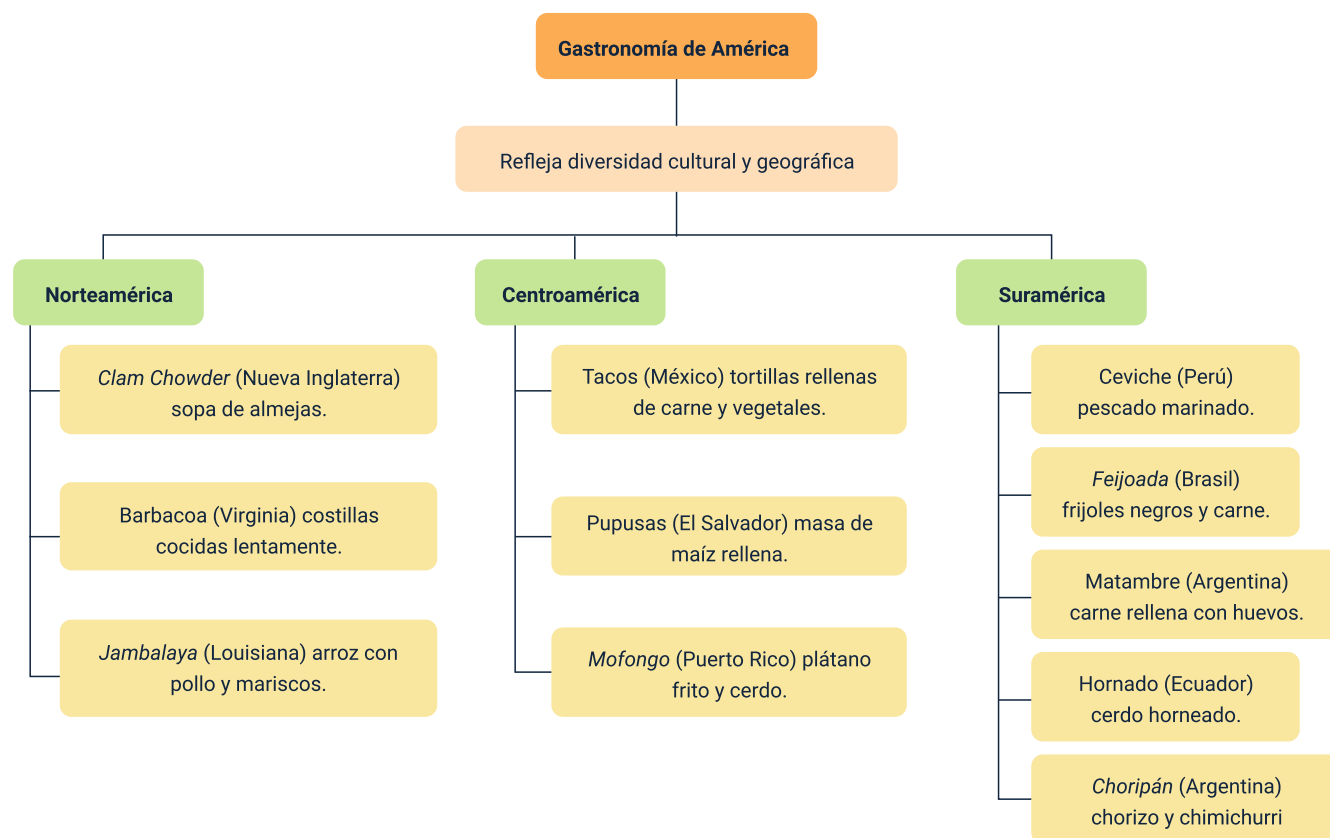 Gastronomía de América
Refleja diversidad cultural y geográfica
Norteamérica
Clam Chowder (Nueva Inglaterra)
sopa de almejas.
Barbacoa (Virginia) costillas
cocidas lentamente.
Jambalaya (Louisiana) arroz con
pollo y mariscos.
Centroamérica
Tacos (México) tortillas rellenas
de carne y vegetales.
Pupusas (El Salvador) masa de
maíz rellena.
Mofongo (Puerto Rico) plátano
frito y cerdo.
Suramérica
Ceviche (Perú)
pescado marinado.
Feijoada (Brasil)
frijoles negros y carne.
Matambre (Argentina)
carne rellena con huevos.
Hornado (Ecuador)
cerdo horneado.
Choripán (Argentina)
chorizo y chimichurri